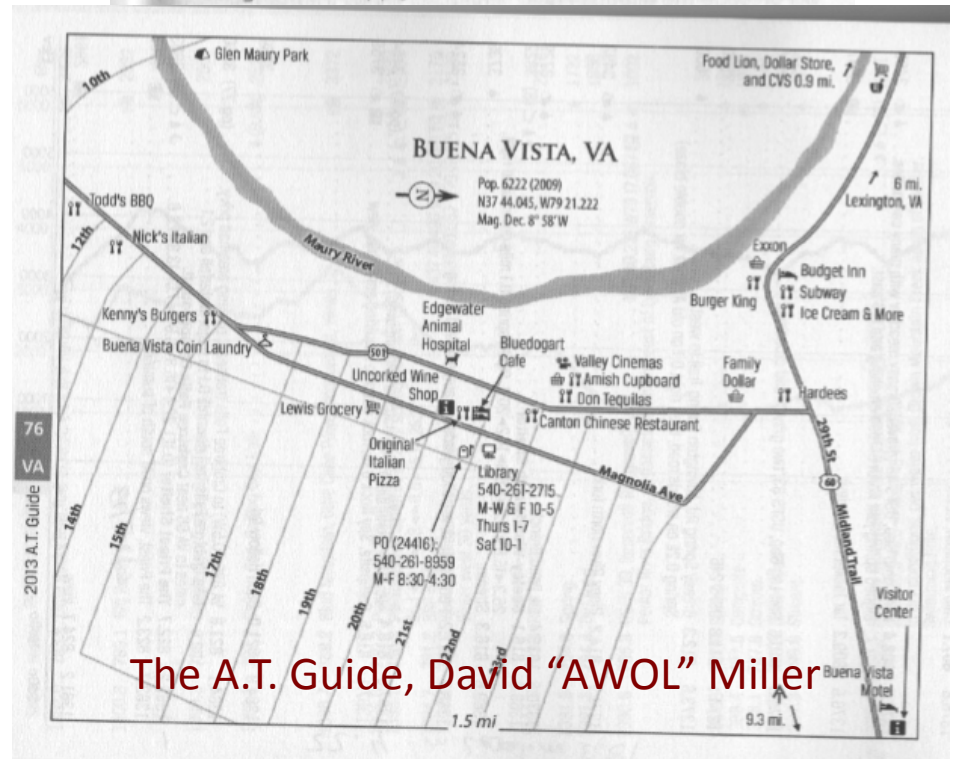 10th
Glen Maury Park
Food Lion, Dollar Store,
and CVS 0.9 mi.
BUENA VISTA, VA
N
Pop. 6222 (2009)
N37 44.045, W79 21.222
Mag. Dec. 8° 58'W
6 mi.
Lexington, VA
Todd's BBQ
12th
Nick's Italian
Maury River
Exxon
Budget Inn
Burger King
Subway
Ice Cream & More
Kenny's Burgers
Buena Vista Coin Laundry
501
Edgewater
Animal
Hospital
Bluedogart
Cafe
Valley Cinemas
Amish Cupboard
Don Tequilas
Family
Dollar
Hardees
Uncorked Wine
Shop
Lewis Grocery
Canton Chinese Restaurant
29th St
Original
Italian
Pizza
Magnolia Ave
60
Midland Trail
Library
540-261-2715
M-W & F 10-5
Thurs 1-7
Sat 10-1
PO (24416):
540-261-8959
M-F 8:30-4:30
76
VA
2013 A.T. Guide
14th
15th
17th
18th
19th
20th
21st
22nd
23rd
Visitor
Center
Buena Vista
Motel
The A.T. Guide, David “AWOL” Miller
A
9.3 mi.
1.5 mi